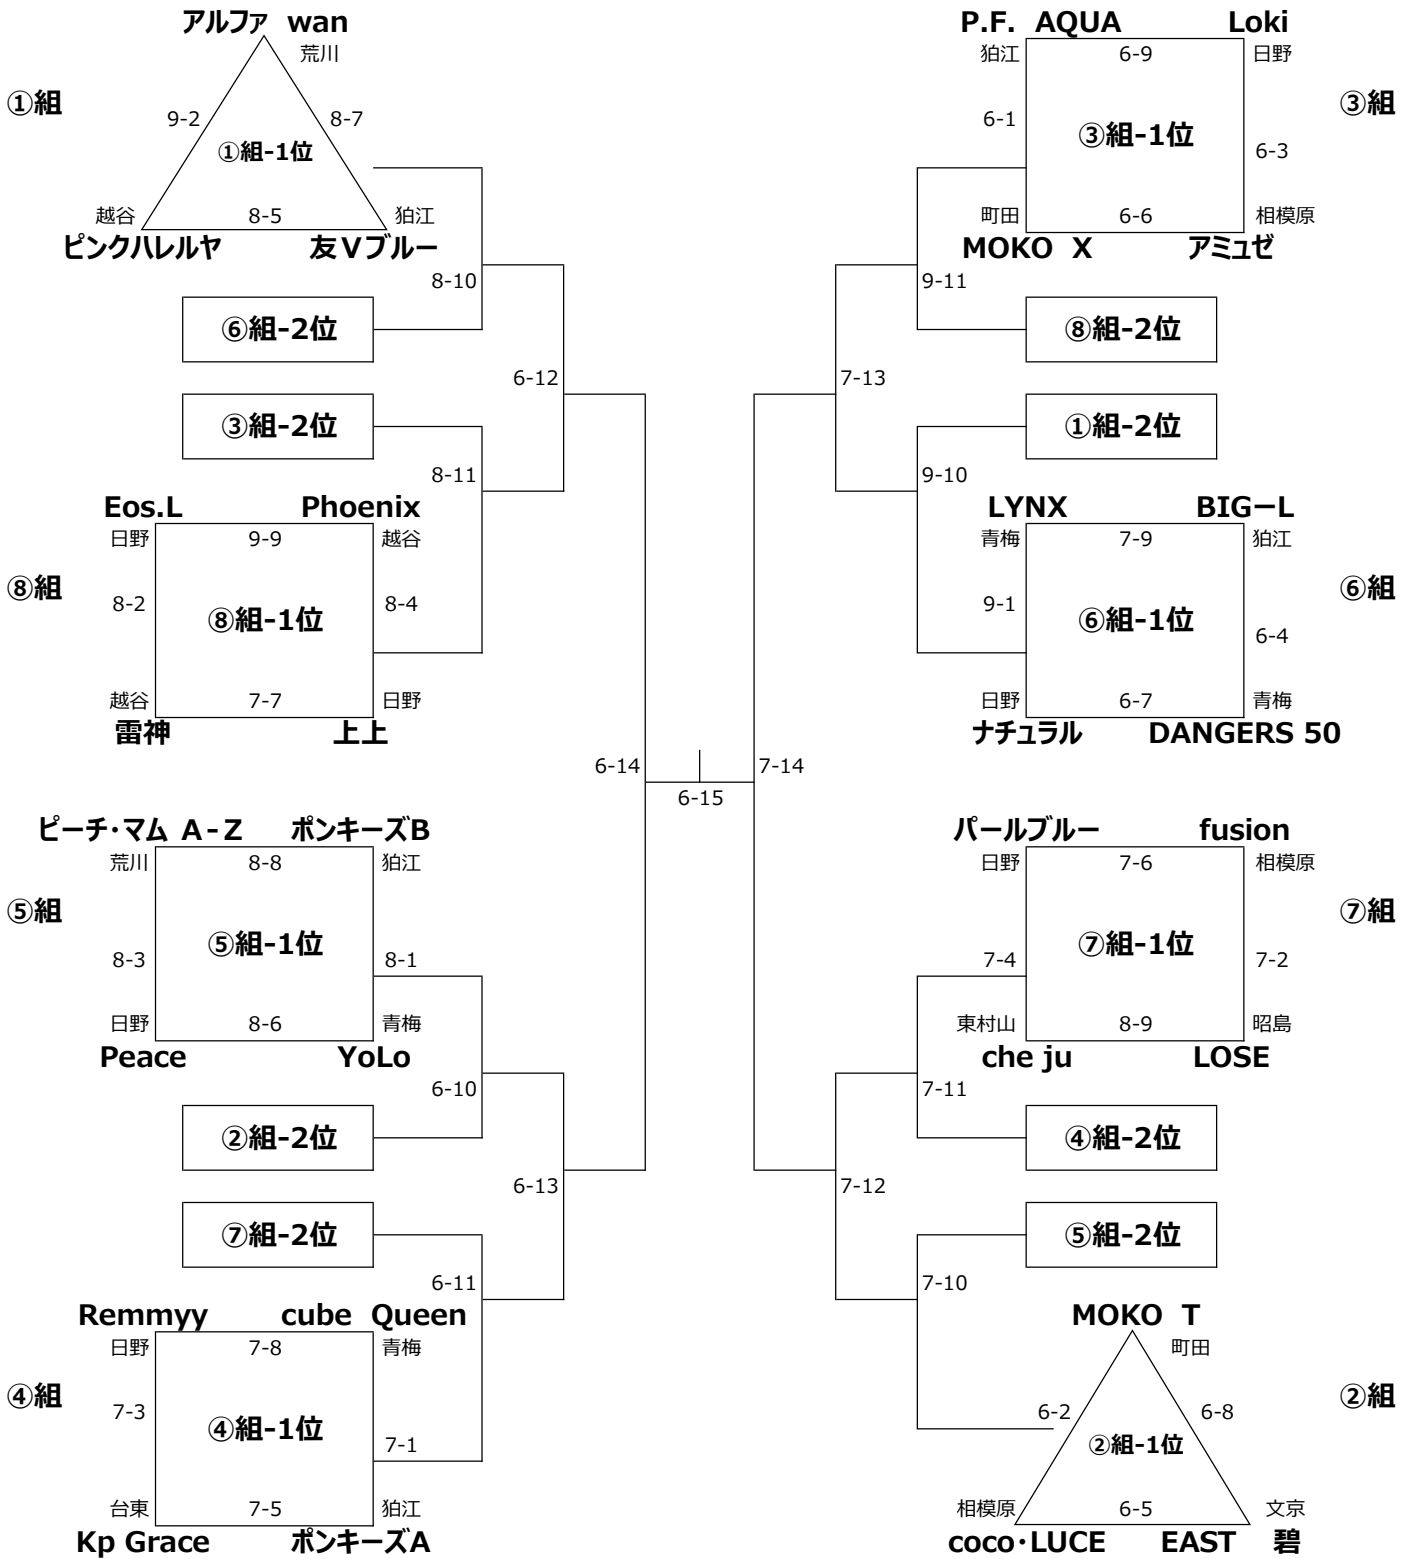 アルファ wan
荒川
①組
9-2
8-7
①組-1位
越谷
8-5
狛江
ピンクハレルヤ
友Vブルー
8-10
⑥組-2位
6-12
③組-2位
8-11
Eos.L
Phoenix
日野
9-9
越谷
⑧組
8-2
8-4
⑧組-1位
越谷
7-7
日野
雷神
上上
6-14
ピーチ・マム A-Z
ポンキーズB
荒川
8-8
狛江
⑤組
⑤組-1位
8-3
8-1
日野
8-6
青梅
Peace
YoLo
6-10
②組-2位
6-13
⑦組-2位
6-11
Remmyy
cube Queen
日野
7-8
青梅
④組
7-3
④組-1位
7-1
台東
7-5
狛江
Kp Grace
ポンキーズA
6-15
P.F. AQUA
Loki
狛江
6-9
日野
③組
6-1
③組-1位
6-3
町田
6-6
相模原
MOKO X
アミュゼ
9-11
⑧組-2位
7-13
①組-2位
9-10
LYNX
BIG－L
青梅
7-9
狛江
⑥組
9-1
⑥組-1位
6-4
日野
6-7
青梅
ナチュラル
DANGERS 50
7-14
パールブルー
fusion
日野
7-6
相模原
⑦組
⑦組-1位
7-4
7-2
東村山
8-9
昭島
che ju
LOSE
7-11
④組-2位
7-12
⑤組-2位
7-10
MOKO T
町田
②組
6-2
6-8
②組-1位
相模原
6-5
文京
coco・LUCE
EAST 碧